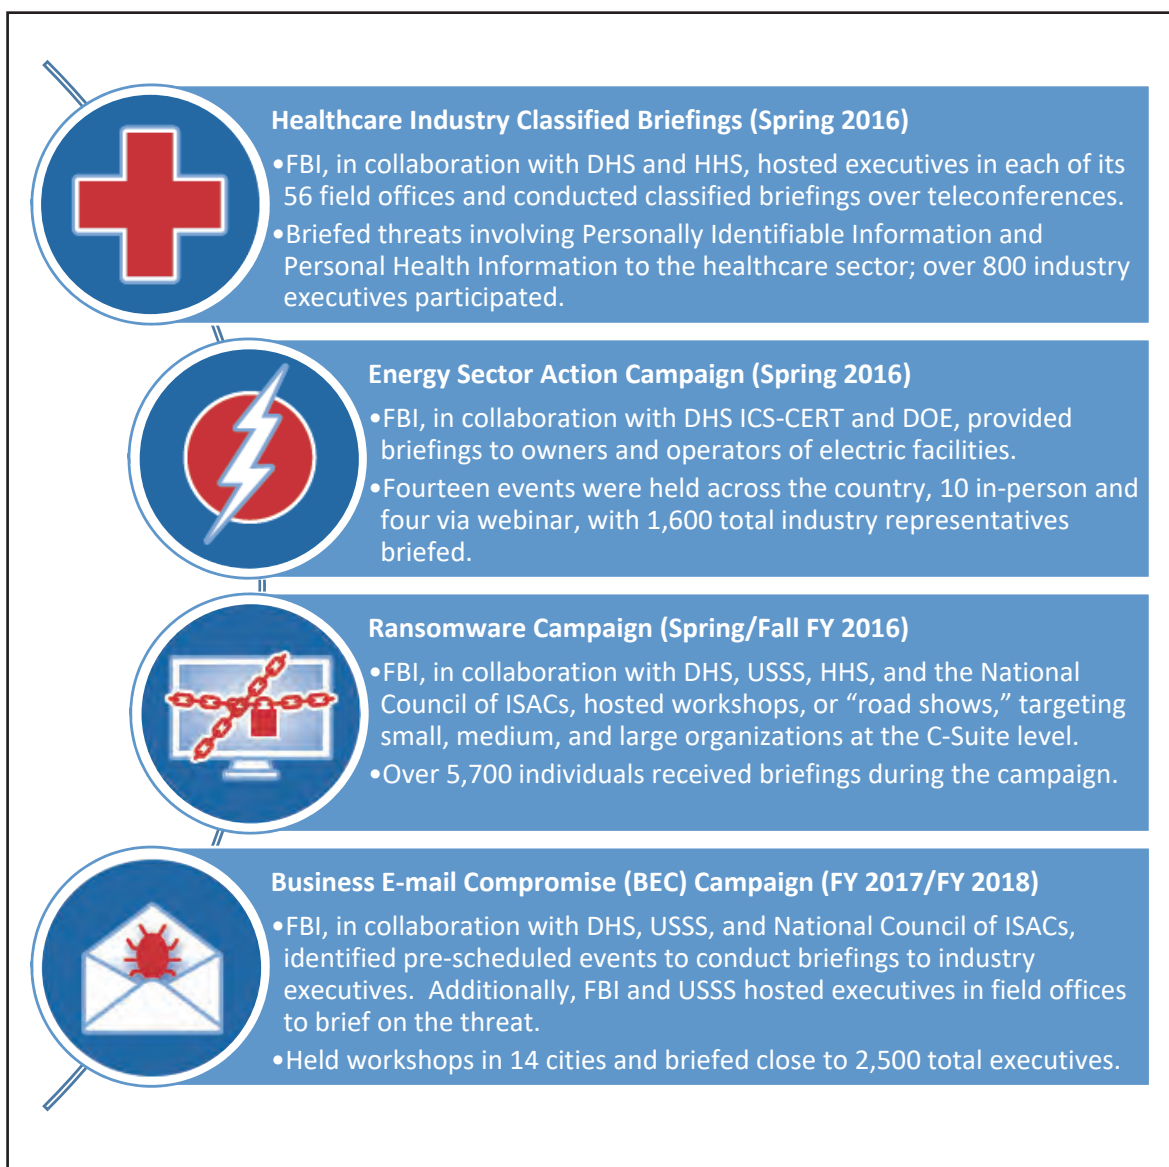 Healthcare Industry Classified Briefings (Spring 2016)
•FBI, in collaboration with DHS and HHS, hosted executives in each of its
56 field offices and conducted classified briefings over teleconferences.
•Briefed threats involving Personally Identifiable Information and
Personal Health Information to the healthcare sector; over 800 industry
executives participated.
Energy Sector Action Campaign (Spring 2016)
•FBI, in collaboration with DHS ICS-CERT and DOE, provided
briefings to owners and operators of electric facilities.
•Fourteen events were held across the country, 10 in-person and
four via webinar, with 1,600 total industry representatives
briefed.
Ransomware Campaign (Spring/Fall FY 2016)
•FBI, in collaboration with DHS, USSS, HHS, and the National
Council of ISACs, hosted workshops, or “road shows,” targeting
small, medium, and large organizations at the C-Suite level.
•Over 5,700 individuals received briefings during the campaign.
Business E-mail Compromise (BEC) Campaign (FY 2017/FY 2018)
•FBI, in collaboration with DHS, USSS, and National Council of ISACs,
identified pre-scheduled events to conduct briefings to industry
executives.  Additionally, FBI and USSS hosted executives in field offices
to brief on the threat.
•Held workshops in 14 cities and briefed close to 2,500 total executives.